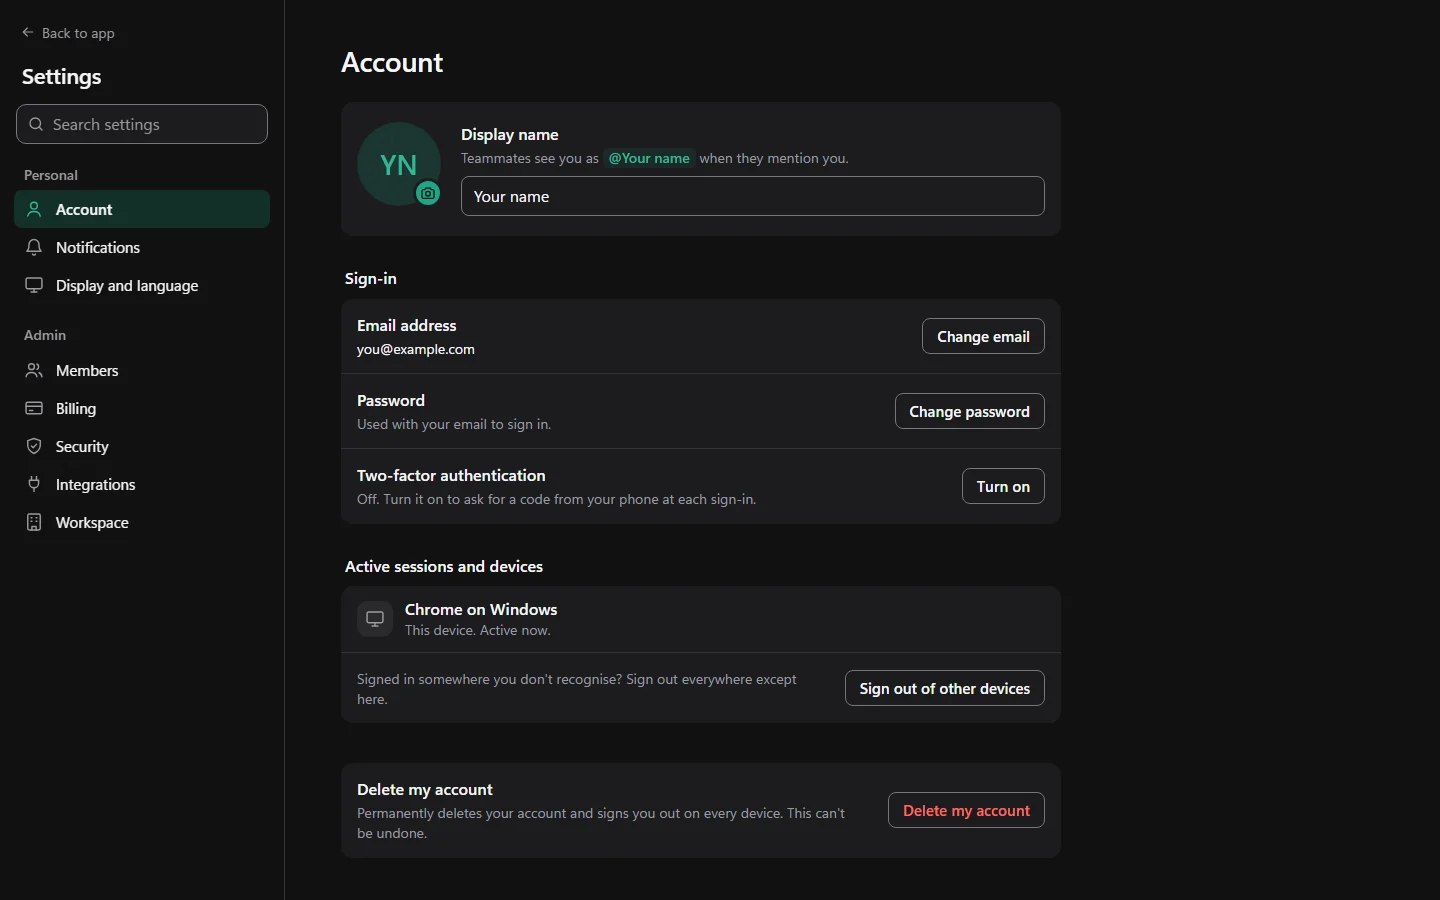 Back to app
Settings
Search settings
Personal
Account
Notifications
Display and language
Admin
Members
Billing
Security
Integrations
Workspace
Account
YN
Display name
Teammates see you as @Your name when they mention you.
Your name
Sign-in
Email address
you@example.com
Change email
Password
Used with your email to sign in.
Change password
Two-factor authentication
Off. Turn it on to ask for a code from your phone at each sign-in.
Turn on
Active sessions and devices
Chrome on Windows
This device. Active now.
Signed in somewhere you don't recognise? Sign out everywhere except
here.
Sign out of other devices
Delete my account
Permanently deletes your account and signs you out on every device. This can't
be undone.
Delete my account